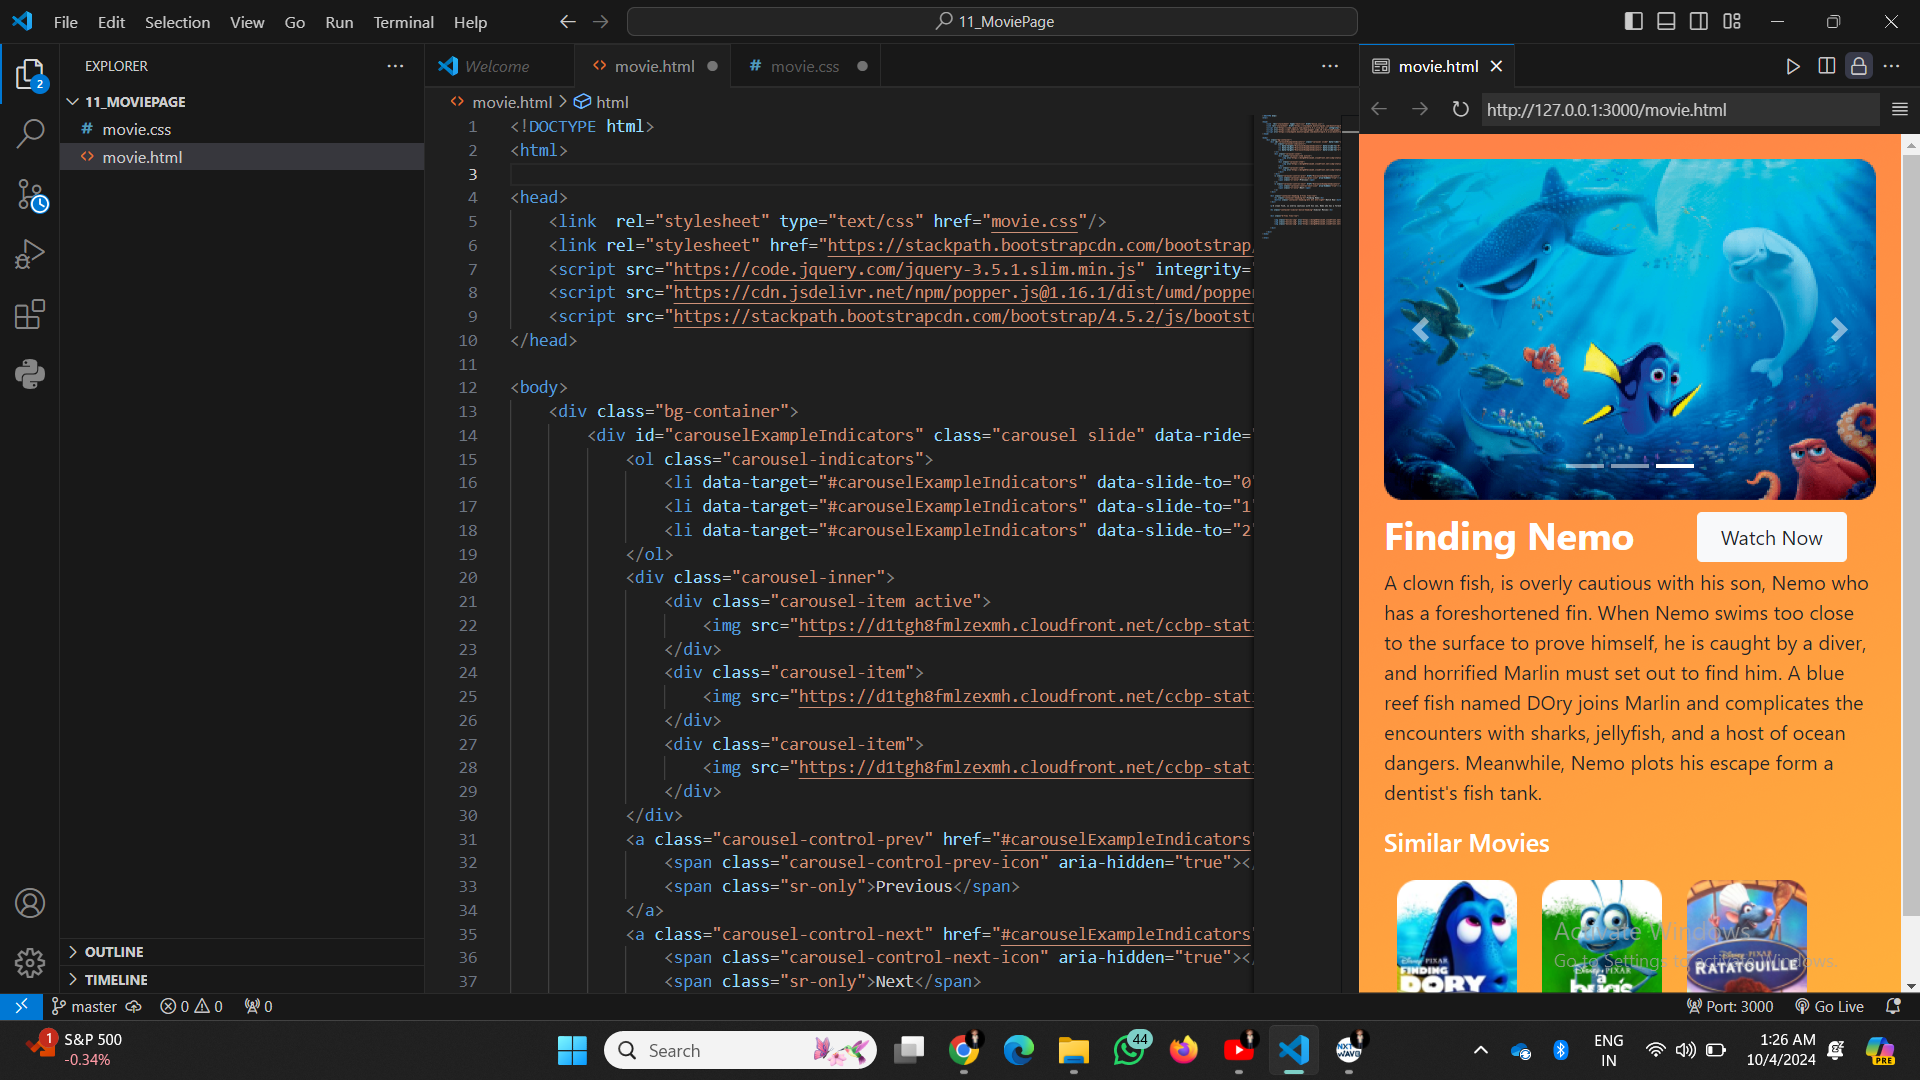 File Edit Selection View Go Run Terminal Help
11_MoviePage
EXPLORER
11_MOVIEPAGE
# movie.css
<> movie.html
OUTLINE
TIMELINE
2
Welcome
<> movie.html
# movie.css
<> movie.html > html
1 <!DOCTYPE html>
2 <html>
3
4 <head>
5 <link  rel="stylesheet" type="text/css" href="movie.css"/>
6 <link rel="stylesheet" href="https://stackpath.bootstrapcdn.com/bootstrap/
7 <script src="https://code.jquery.com/jquery-3.5.1.slim.min.js" integrity="
8 <script src="https://cdn.jsdelivr.net/npm/popper.js@1.16.1/dist/umd/popper
9 <script src="https://stackpath.bootstrapcdn.com/bootstrap/4.5.2/js/bootst
10 </head>
11
12 <body>
13 <div class="bg-container">
14 <div id="carouselExampleIndicators" class="carousel slide" data-ride="
15 <ol class="carousel-indicators">
16 <li data-target="#carouselExampleIndicators" data-slide-to="0"
17 <li data-target="#carouselExampleIndicators" data-slide-to="1"
18 <li data-target="#carouselExampleIndicators" data-slide-to="2"
19 </ol>
20 <div class="carousel-inner">
21 <div class="carousel-item active">
22 <img src="https://d1tgh8fmlzexmh.cloudfront.net/ccbp-stat
23 </div>
24 <div class="carousel-item">
25 <img src="https://d1tgh8fmlzexmh.cloudfront.net/ccbp-stat
26 </div>
27 <div class="carousel-item">
28 <img src="https://d1tgh8fmlzexmh.cloudfront.net/ccbp-stat
29 </div>
30 </div>
31 <a class="carousel-control-prev" href="#carouselExampleIndicators"
32 <span class="carousel-control-prev-icon" aria-hidden="true"></
33 <span class="sr-only">Previous</span>
34 </a>
35 <a class="carousel-control-next" href="#carouselExampleIndicators"
36 <span class="carousel-control-next-icon" aria-hidden="true"></
37 <span class="sr-only">Next</span>
movie.html
http://127.0.0.1:3000/movie.html
Finding Nemo
Watch Now
A clown fish, is overly cautious with his son, Nemo who
has a foreshortened fin. When Nemo swims too close
to the surface to prove himself, he is caught by a diver,
and horrified Marlin must set out to find him. A blue
reef fish named DOry joins Marlin and complicates the
encounters with sharks, jellyfish, and a host of ocean
dangers. Meanwhile, Nemo plots his escape form a
dentist's fish tank.
Similar Movies
Disney PIXAR
FINDING
DORY
Disney PIXAR
a bug's
RATATOUILLE
Activate Windows
Go to Settings to activate Windows.
master
0 0
0
Port: 3000
Go Live
1
S&P 500
-0.34%
Search
44
NXT
WAVE
ENG
IN
1:26 AM
10/4/2024
PRE